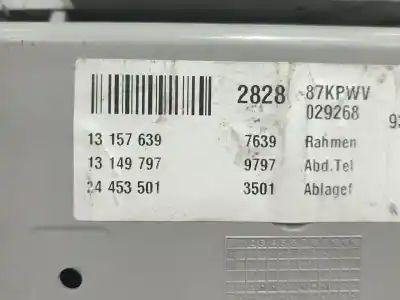 2828 87KPWV
029268
13 157 639 7639 Rahmen
13 149 797 9797 Abd.Tel
24 453 501 3501 Ablagef